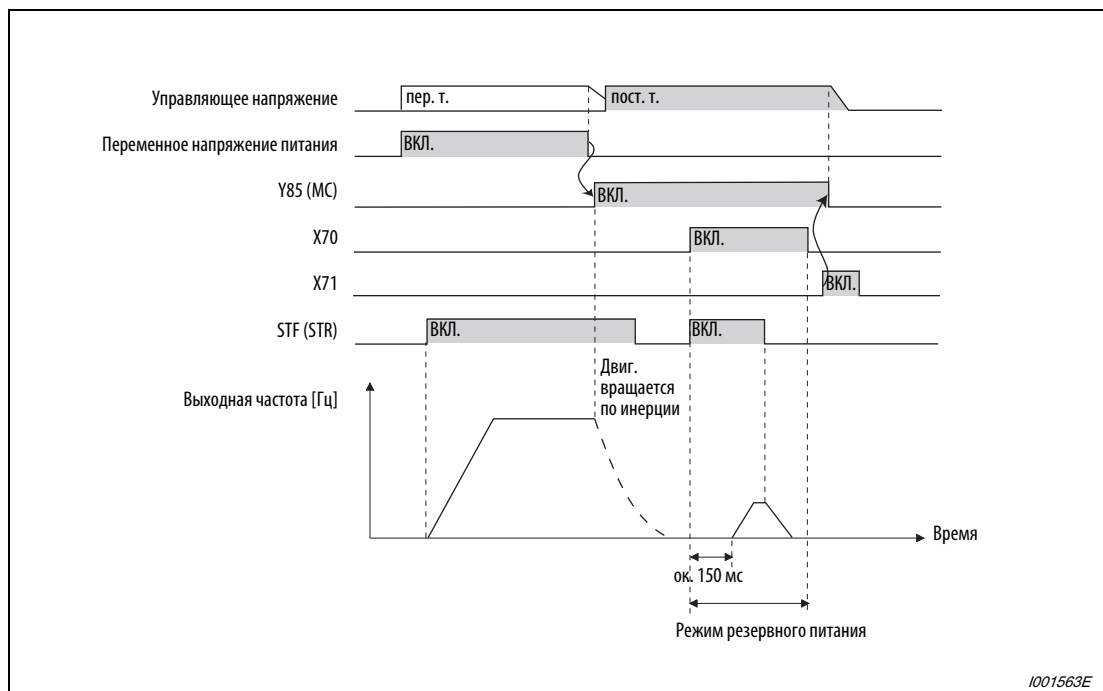 Управляющее напряжение
пер. т.
пост. т.
Переменное напряжение питания
ВКЛ.
Y85 (MC)
ВКЛ.
X70
ВКЛ.
X71
ВКЛ.
STF (STR)
ВКЛ.
ВКЛ.
Двиг.
вращается
по инерции
Выходная частота [Гц]
Время
ок. 150 мс
Режим резервного питания
I001563E